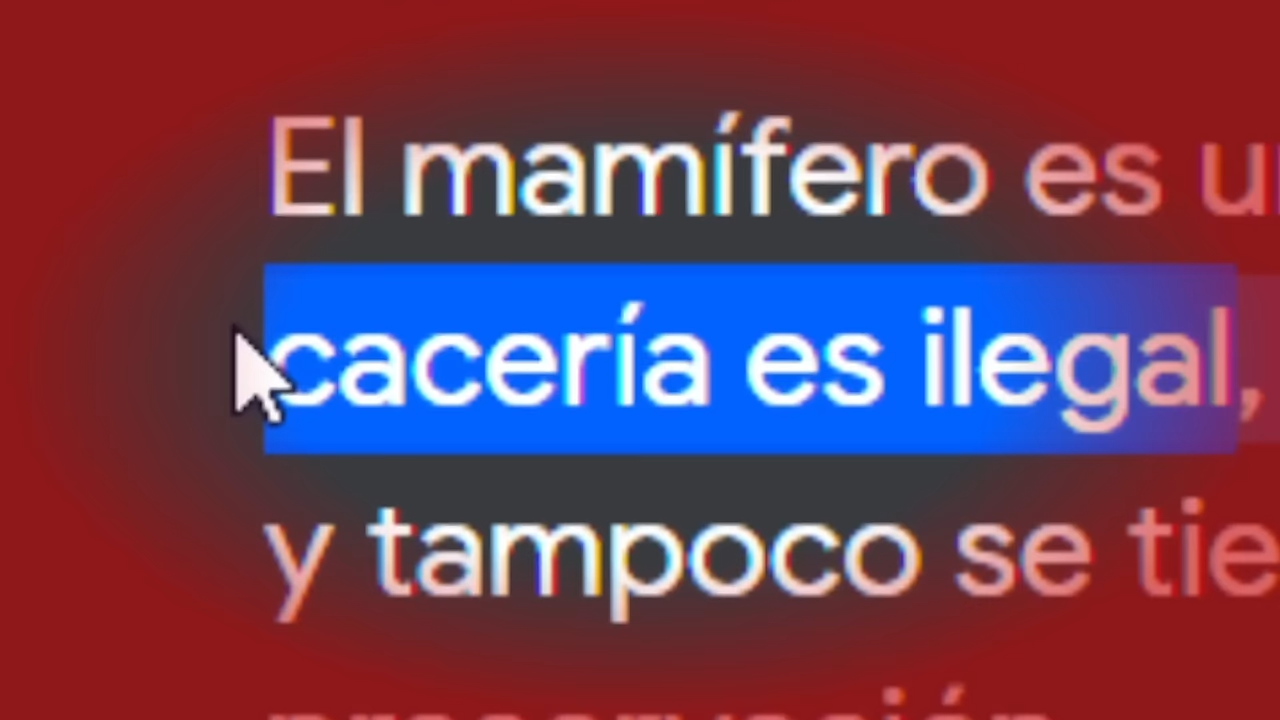 El mamífero es
cacería es ilegal,
y tampoco se